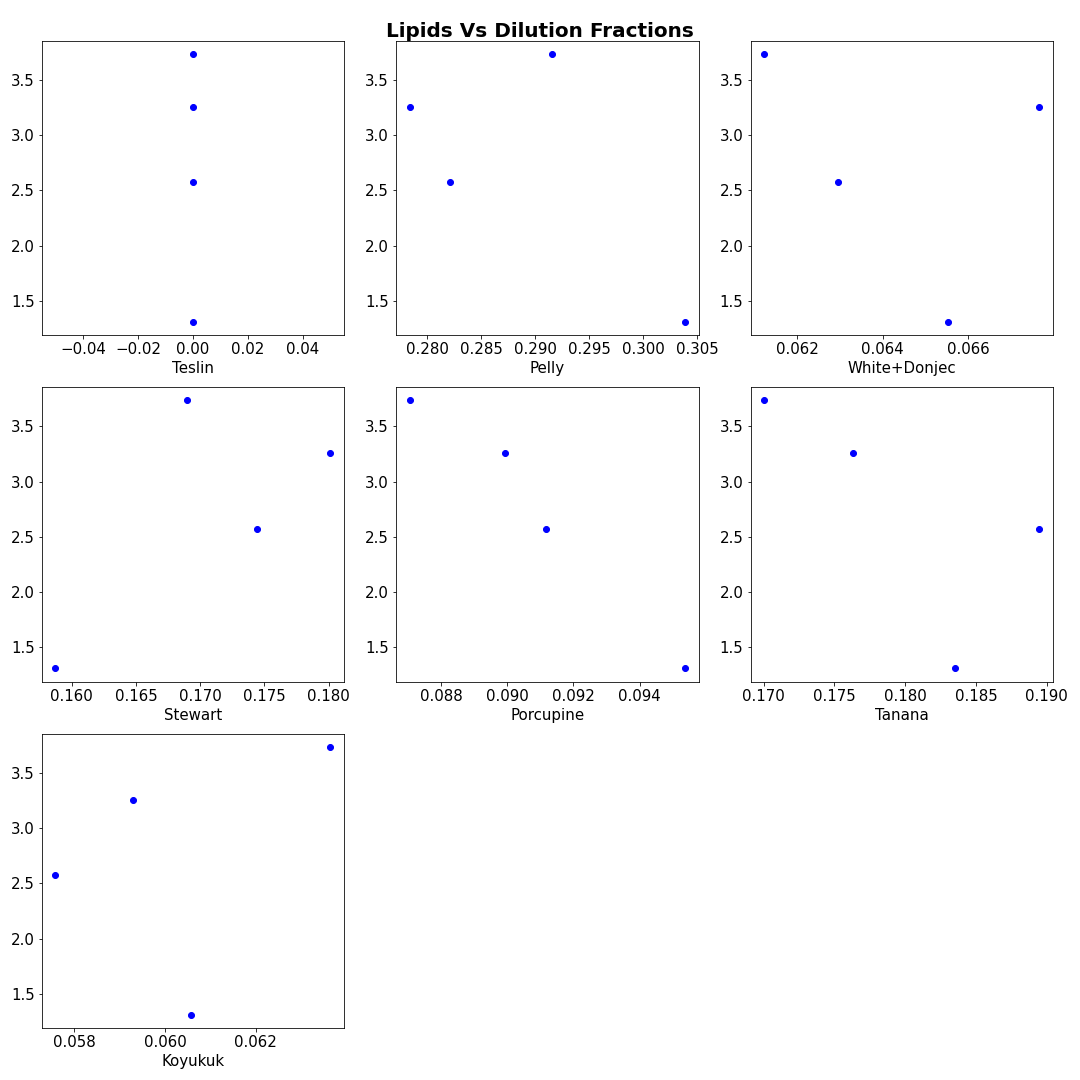 Lipids Vs Dilution Fractions
3.5
3.0
2.5
2.0
1.5
−0.04 −0.02 0.00 0.02 0.04
Teslin
3.5
3.0
2.5
2.0
1.5
0.280 0.285 0.290 0.295 0.300 0.305
Pelly
3.5
3.0
2.5
2.0
1.5
0.062 0.064 0.066
White+Donjec
3.5
3.0
2.5
2.0
1.5
0.160 0.165 0.170 0.175 0.180
Stewart
3.5
3.0
2.5
2.0
1.5
0.088 0.090 0.092 0.094
Porcupine
3.5
3.0
2.5
2.0
1.5
0.170 0.175 0.180 0.185 0.190
Tanana
3.5
3.0
2.5
2.0
1.5
0.058 0.060 0.062
Koyukuk